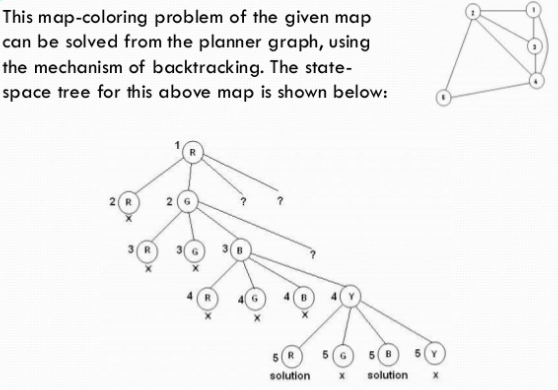 This map-coloring problem of the given map
can be solved from the planner graph, using
the mechanism of backtracking. The state-
space tree for this above map is shown below:
2 1
3
4
5
1 R
2 R 2 G ? ?
x
3 R 3 G 3 B ?
x x
4 R 4 G 4 B 4 Y
x x x
5 R 5 G 5 B 5 Y
solution x solution x